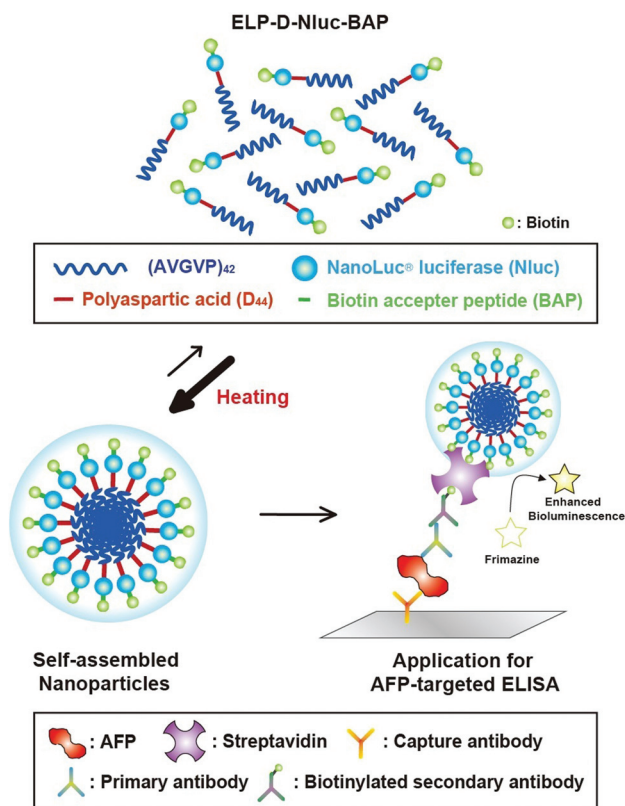 ELP-D-Nluc-BAP
: Biotin
(AVGVP)42
NanoLuc® luciferase (Nluc)
Polyaspartic acid (D44)
Biotin accepter peptide (BAP)
Heating
Enhanced
Bioluminescence
Frimazine
Self-assembled
Nanoparticles
Application for
AFP-targeted ELISA
: AFP
: Streptavidin
: Capture antibody
: Primary antibody
: Biotinylated secondary antibody